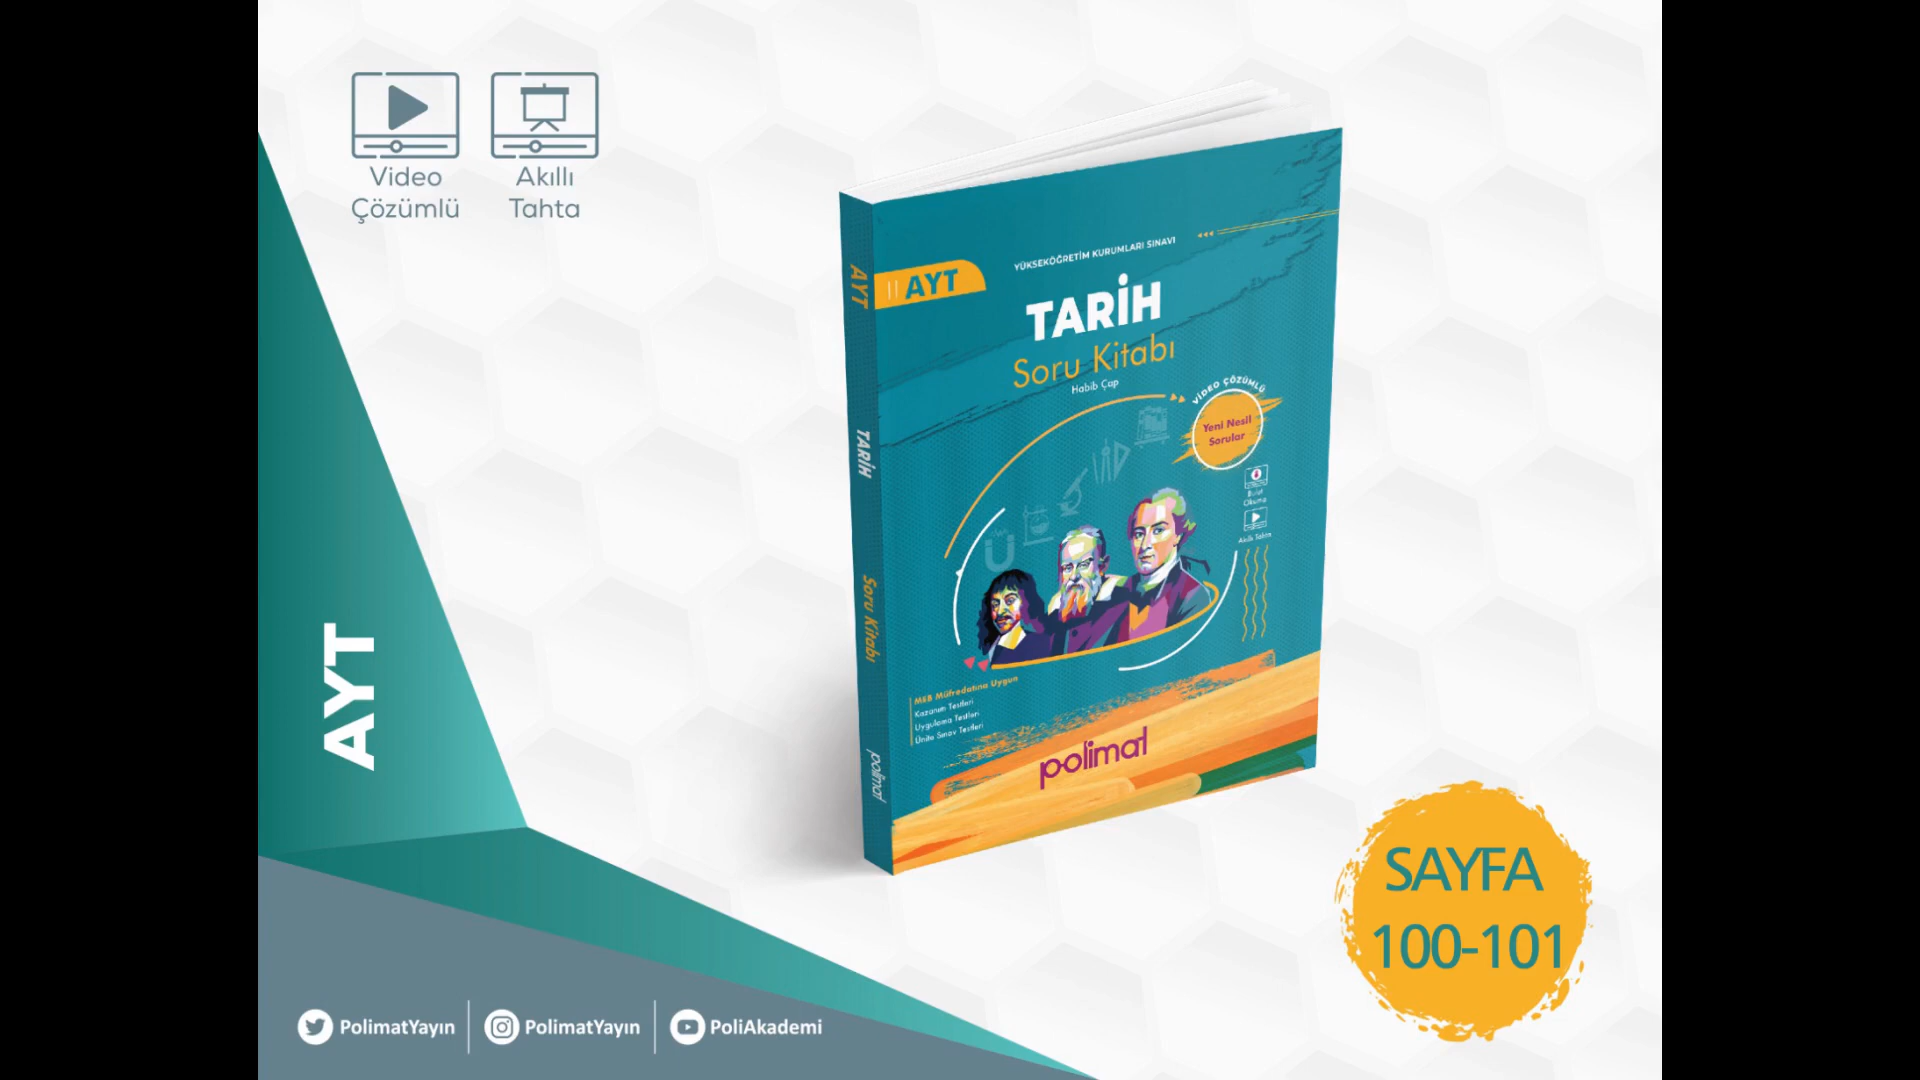 Video
Çözümlü
Akıllı
Tahta
AYT
TARİH
Soru Kitabı
polimat
YÜKSEKÖĞRETİM KURUMLARI SINAVI
AYT
TARİH
Soru Kitabı
Habib Çap
VİDEO ÇÖZÜMLÜ
Yeni Nesil
Sorular
Akıllı Tahta
MEB Müfredatına Uygun
Kazanım Testleri
Uygulama Testleri
Ünite Sınav Testleri
polimat
AYT
SAYFA
100-101
PolimatYayın
PolimatYayın
PoliAkademi